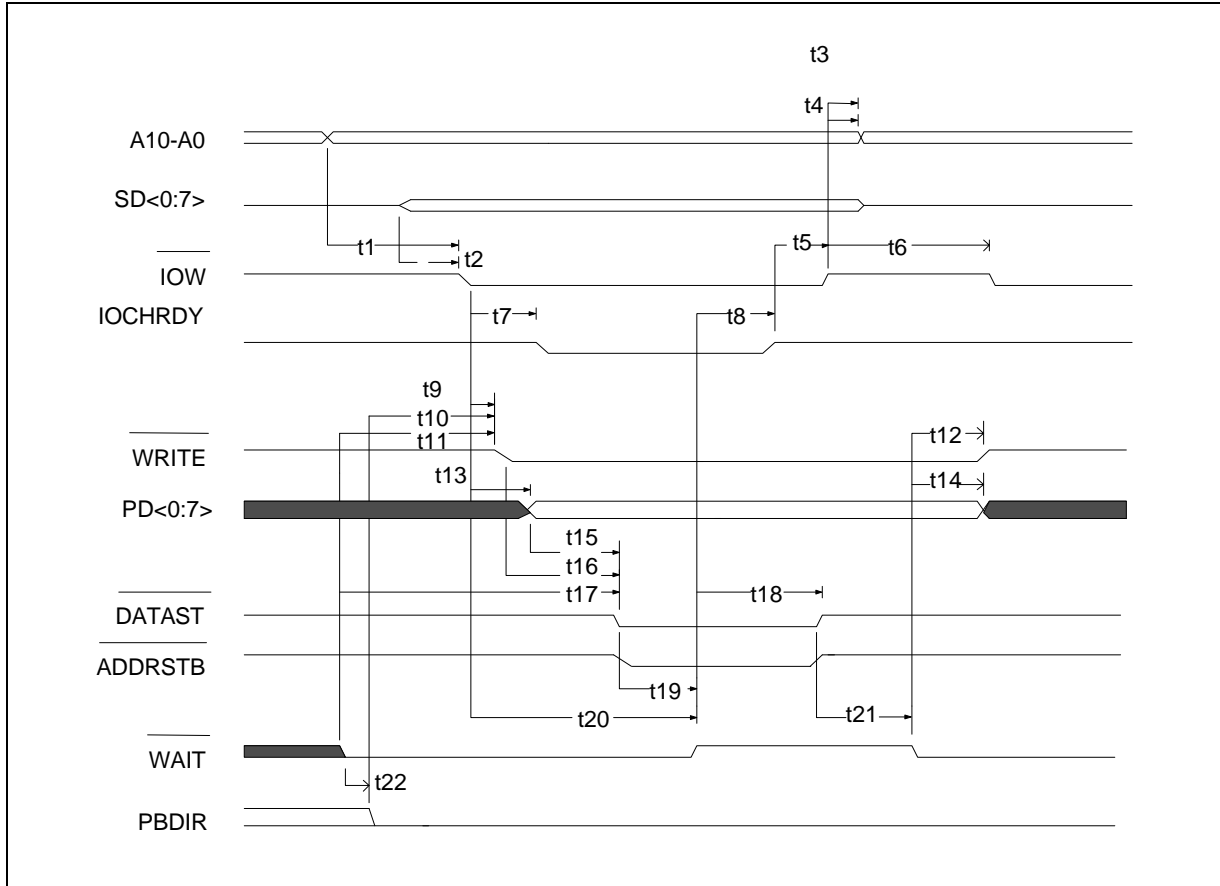 t3
t4
A10-A0
SD<0:7>
t1
t2
t5
t6
IOW
IOCHRDY
t7
t8
t9
t10
t11
t12
WRITE
t13
t14
PD<0:7>
t15
t16
t17
t18
DATAST
ADDRSTB
t19
t20
t21
WAIT
t22
PBDIR